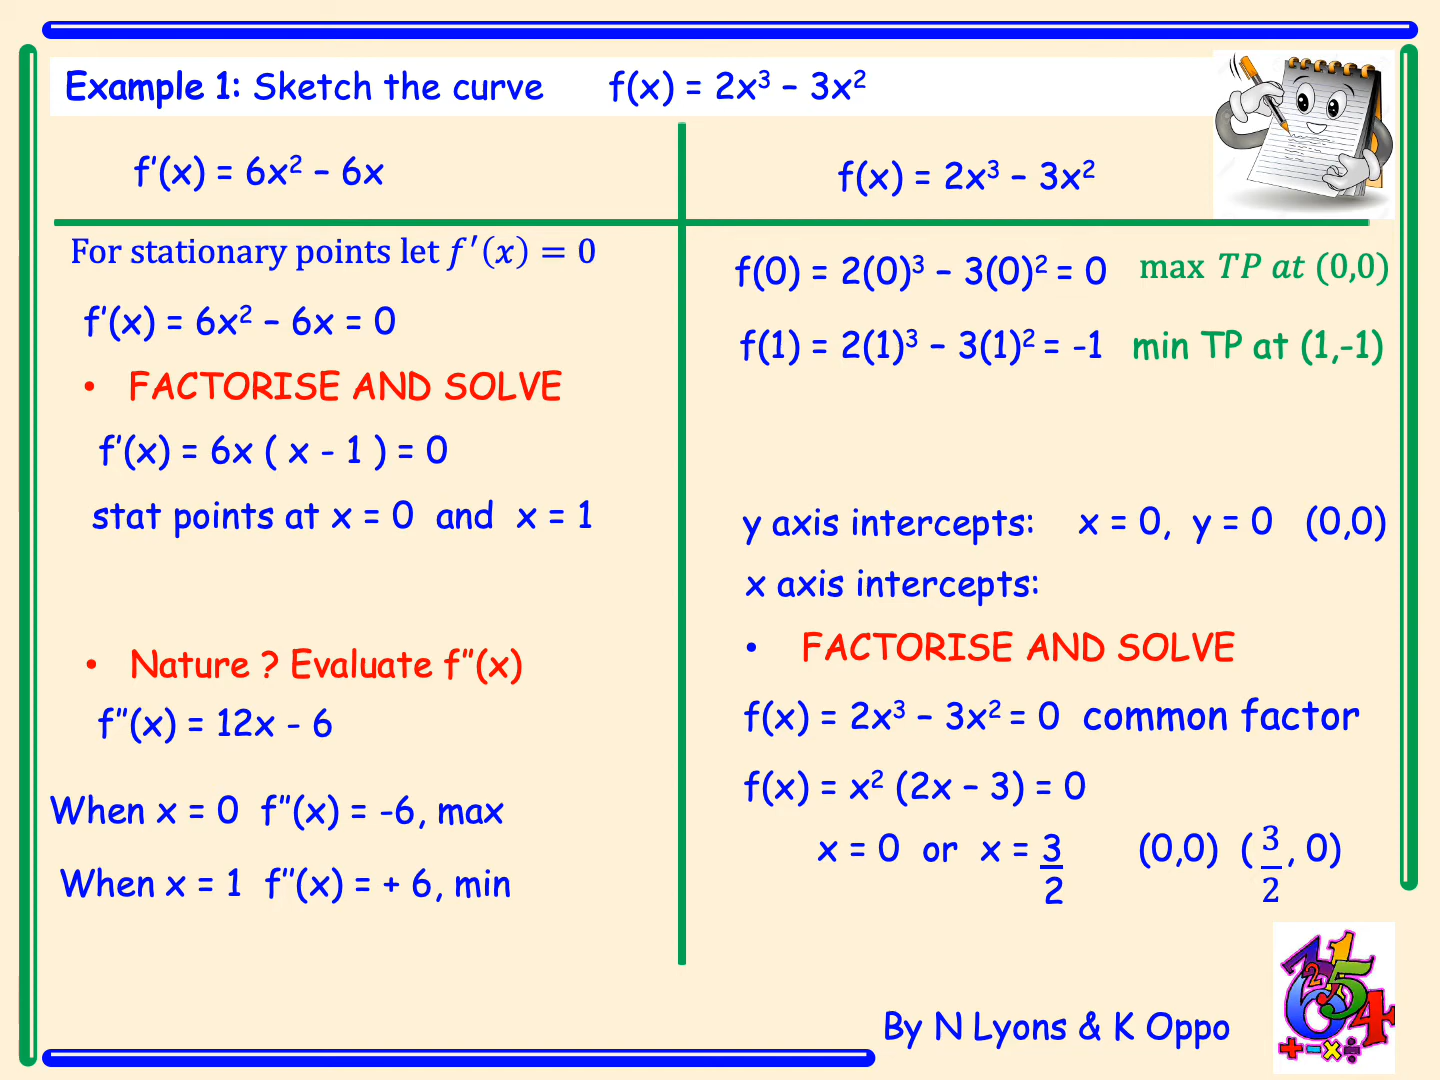 Example 1: Sketch the curve f(x) = 2x³ – 3x²
f'(x) = 6x² – 6x
For stationary points let f′(x) = 0
f'(x) = 6x² – 6x = 0
• FACTORISE AND SOLVE
f'(x) = 6x ( x - 1 ) = 0
stat points at x = 0 and x = 1
• Nature ? Evaluate f"(x)
f"(x) = 12x - 6
When x = 0 f"(x) = -6, max
When x = 1 f"(x) = + 6, min
f(x) = 2x³ – 3x²
f(0) = 2(0)³ – 3(0)² = 0 max TP at (0,0)
f(1) = 2(1)³ – 3(1)² = -1 min TP at (1,-1)
y axis intercepts: x = 0, y = 0 (0,0)
x axis intercepts:
• FACTORISE AND SOLVE
f(x) = 2x³ – 3x² = 0 common factor
f(x) = x² (2x – 3) = 0
x = 0 or x = 3/2 (0,0) (3/2, 0)
By N Lyons & K Oppo